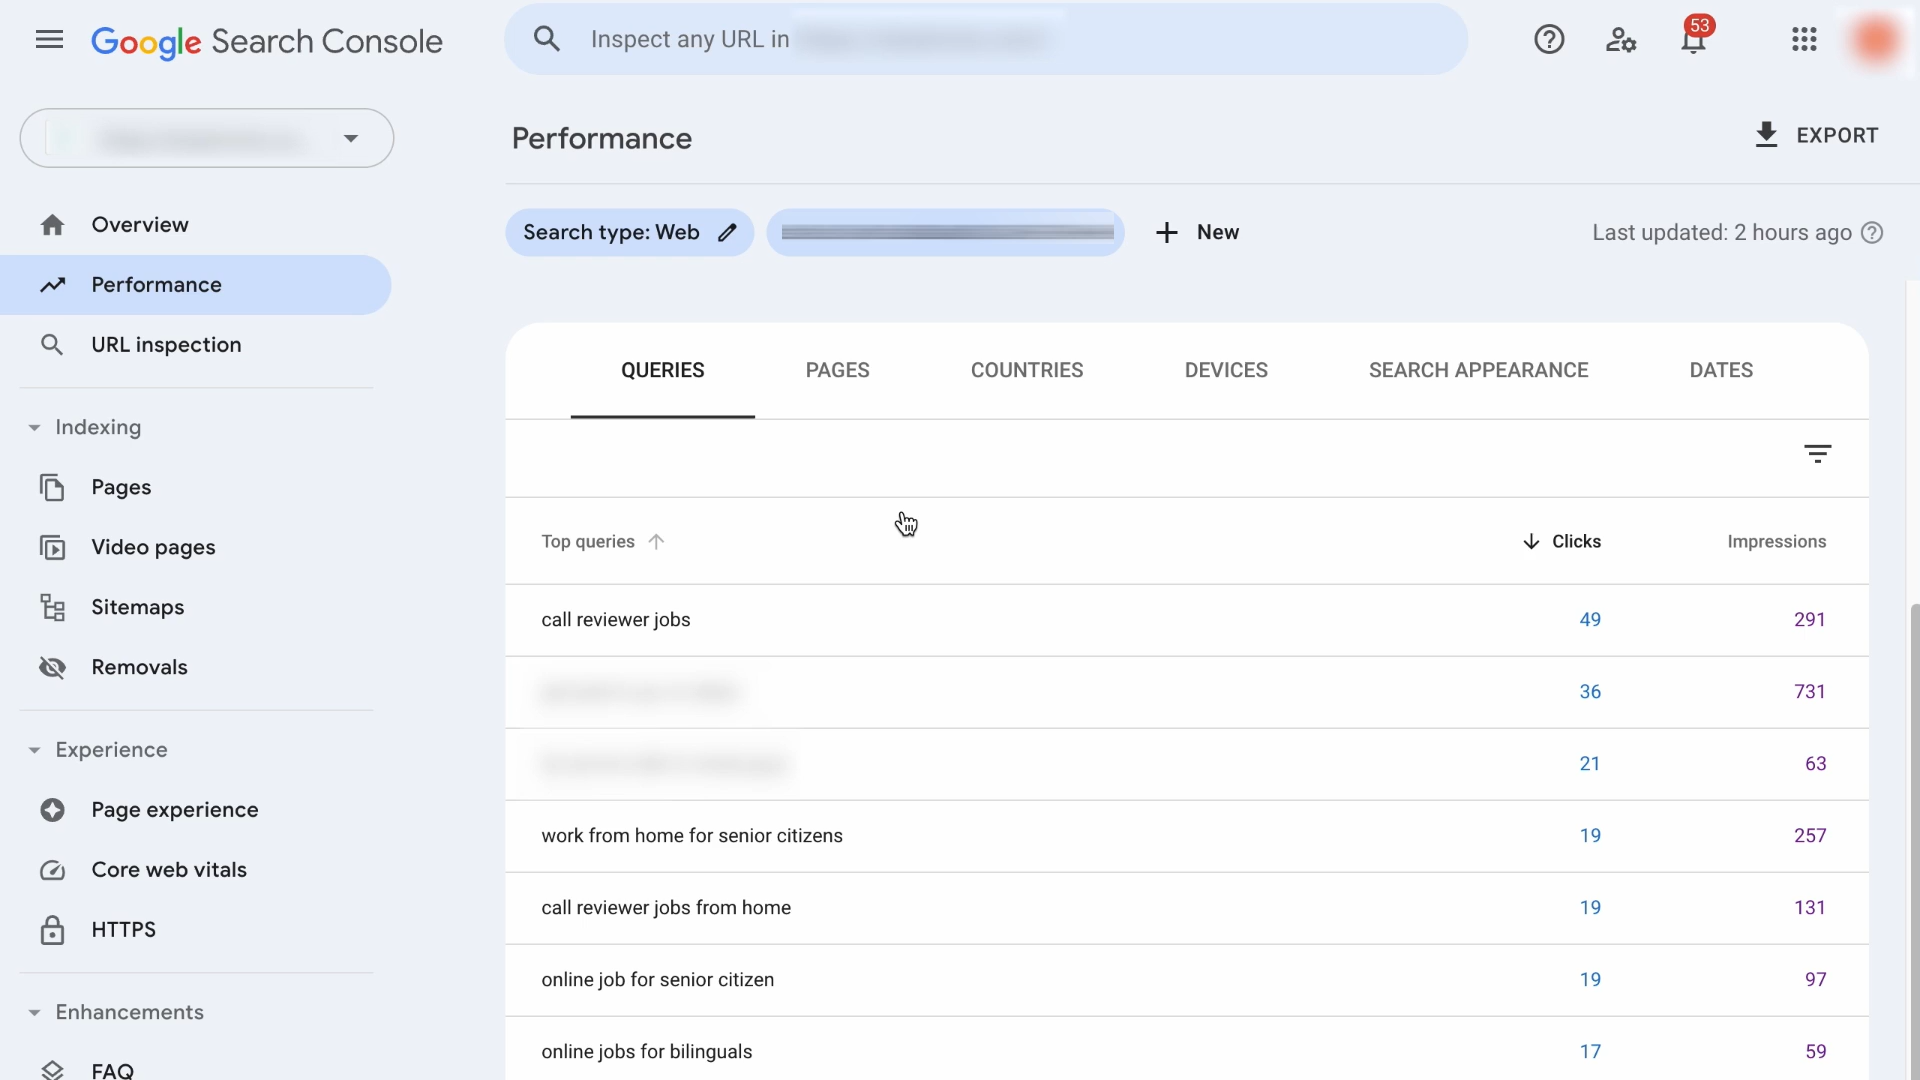 Google Search Console
Inspect any URL in
53
Performance
EXPORT
Overview
Performance
URL inspection
Search type: Web
New
Last updated: 2 hours ago
Indexing
Pages
Video pages
Sitemaps
Removals
Experience
Page experience
Core web vitals
HTTPS
Enhancements
FAQ
QUERIES PAGES COUNTRIES DEVICES SEARCH APPEARANCE DATES
Top queries Clicks Impressions
call reviewer jobs 49 291
36 731
21 63
work from home for senior citizens 19 257
call reviewer jobs from home 19 131
online job for senior citizen 19 97
online jobs for bilinguals 17 59